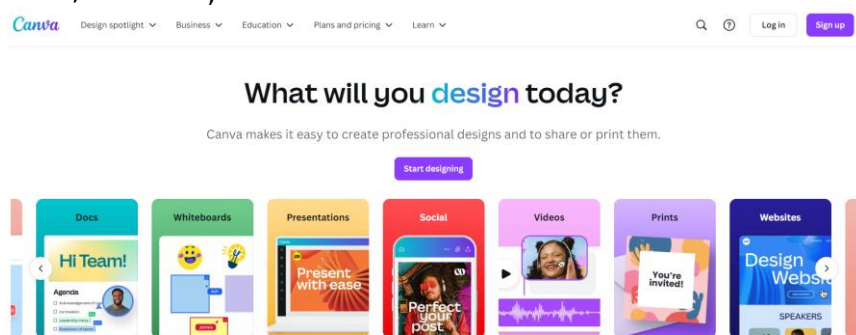 Canva
Design spotlight
Business
Education
Plans and pricing
Learn
Log in
Sign up
What will you design today?
Canva makes it easy to create professional designs and to share or print them.
Start designing
Docs
Whiteboards
Presentations
Social
Videos
Prints
Websites
Hi Team!
Agenda
Present
with ease
Perfect
your
post
You're
invited!
Design
SPEAKERS
James